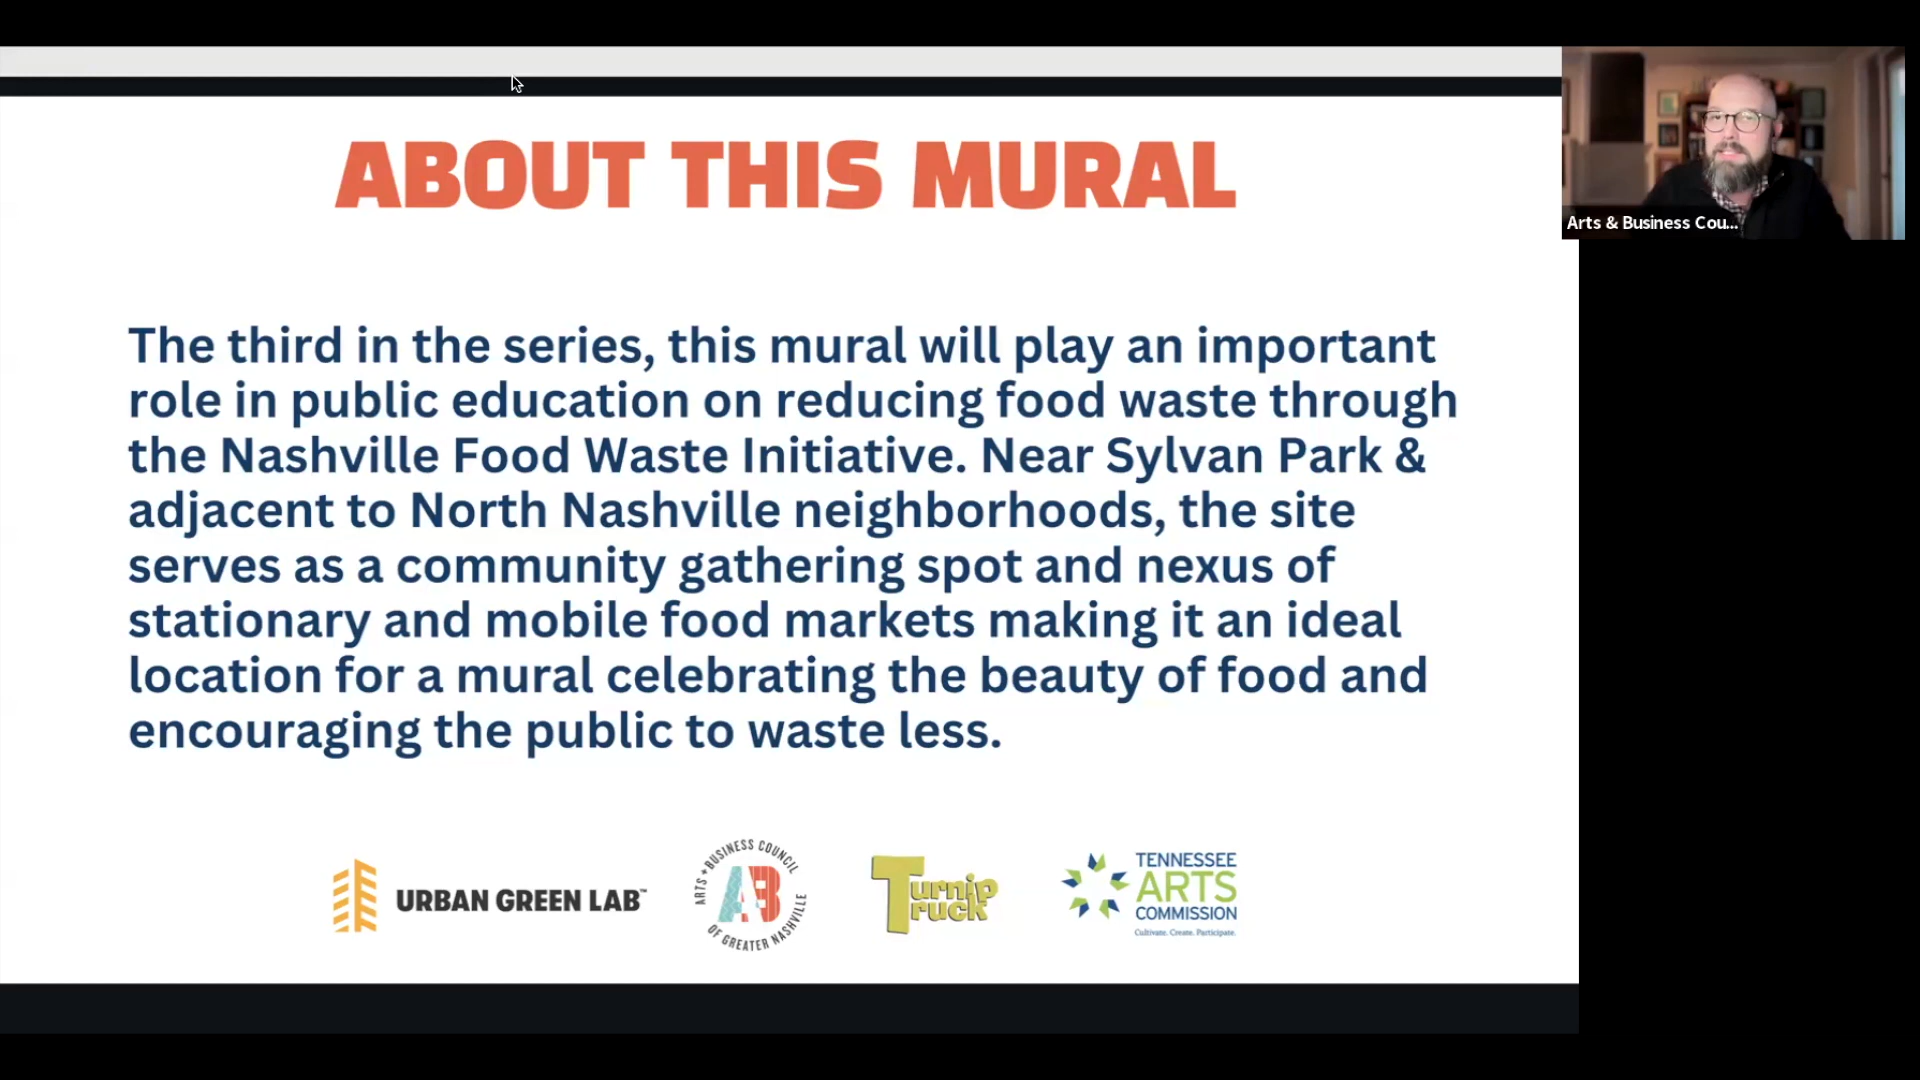 ABOUT THIS MURAL
Arts & Business Cou...
The third in the series, this mural will play an important
role in public education on reducing food waste through
the Nashville Food Waste Initiative. Near Sylvan Park &
adjacent to North Nashville neighborhoods, the site
serves as a community gathering spot and nexus of
stationary and mobile food markets making it an ideal
location for a mural celebrating the beauty of food and
encouraging the public to waste less.
URBAN GREEN LAB™
ARTS + BUSINESS COUNCIL
AB
OF GREATER NASHVILLE
Turnip
Truck
TENNESSEE
ARTS
COMMISSION
Cultivate. Create. Participate.